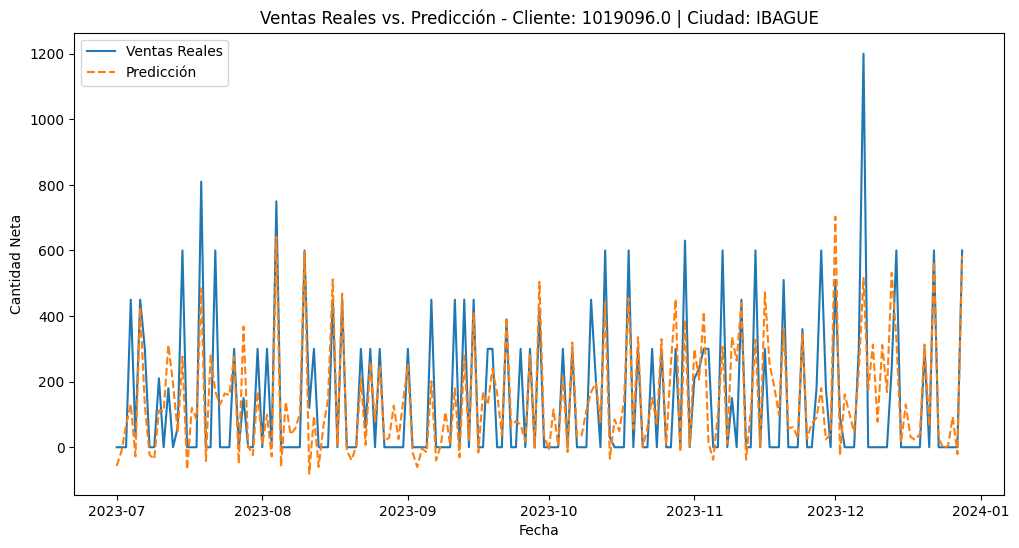 Ventas Reales vs. Predicción - Cliente: 1019096.0 | Ciudad: IBAGUE
Ventas Reales
Predicción
Cantidad Neta
1200
1000
800
600
400
200
0
2023-07
2023-08
2023-09
2023-10
2023-11
2023-12
2024-01
Fecha